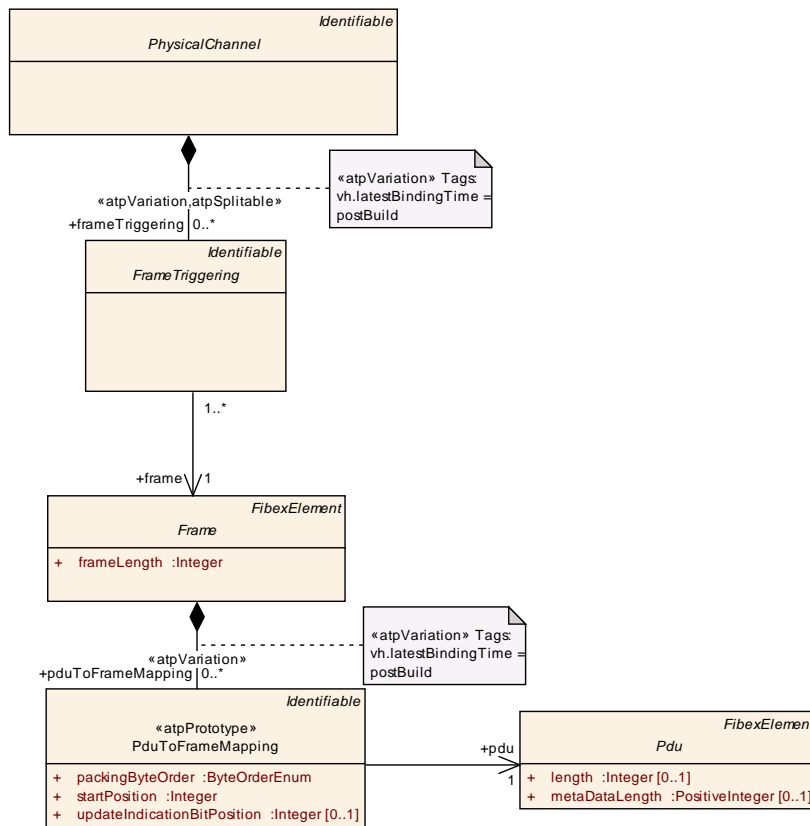 Identifiable
PhysicalChannel
«atpVariation» Tags:
vh.latestBindingTime =
postBuild
«atpVariation,atpSplitable»
+frameTriggering 0..*
Identifiable
FrameTriggering
1..*
+frame 1
FibexElement
Frame
+ frameLength :Integer
«atpVariation» Tags:
vh.latestBindingTime =
postBuild
«atpVariation»
+pduToFrameMapping 0..*
Identifiable
«atpPrototype»
PduToFrameMapping
+ packingByteOrder :ByteOrderEnum
+ startPosition :Integer
+ updateIndicationBitPosition :Integer [0..1]
+pdu
1
FibexElement
Pdu
+ length :Integer [0..1]
+ metaDataLength :PositiveInteger [0..1]